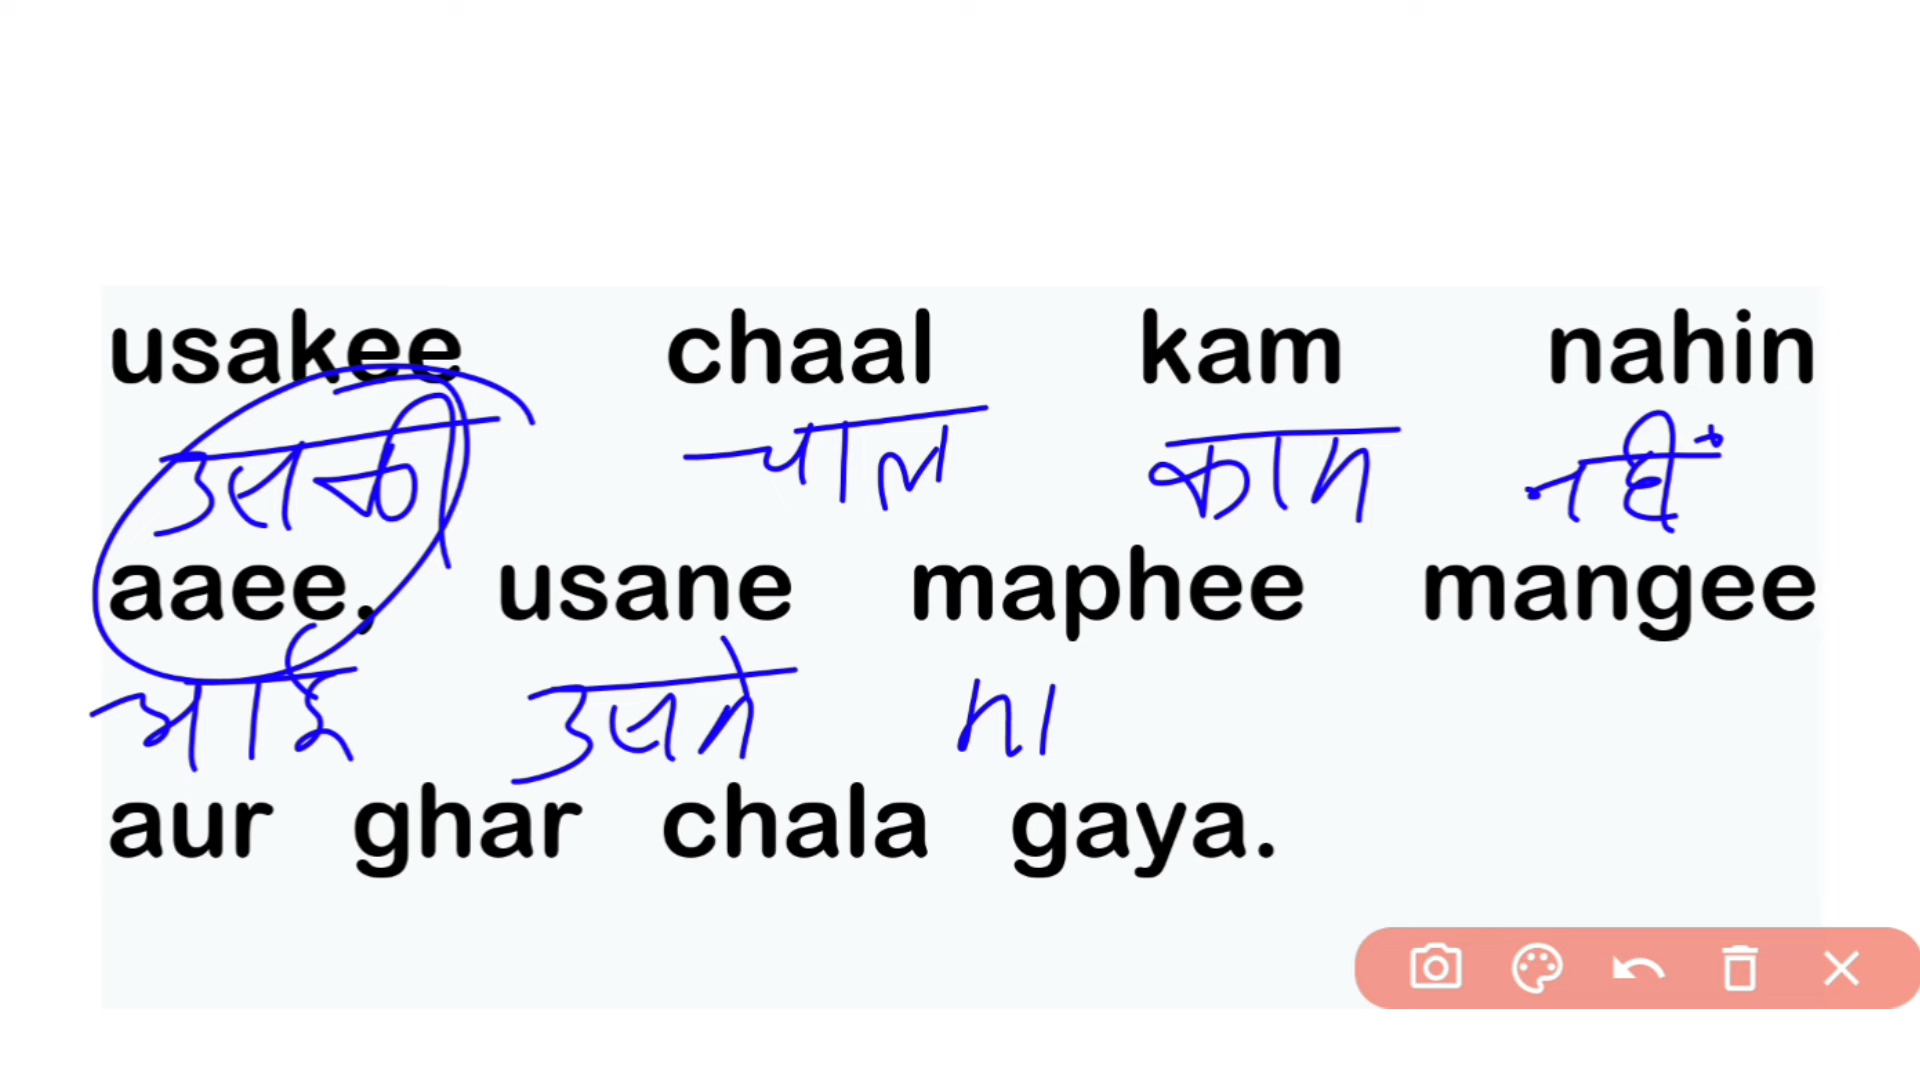 usakee chaal kam nahin
उसकी चाल काम नहीं
aaee, usane maphee mangee
आई उसने मा
aur ghar chala gaya.